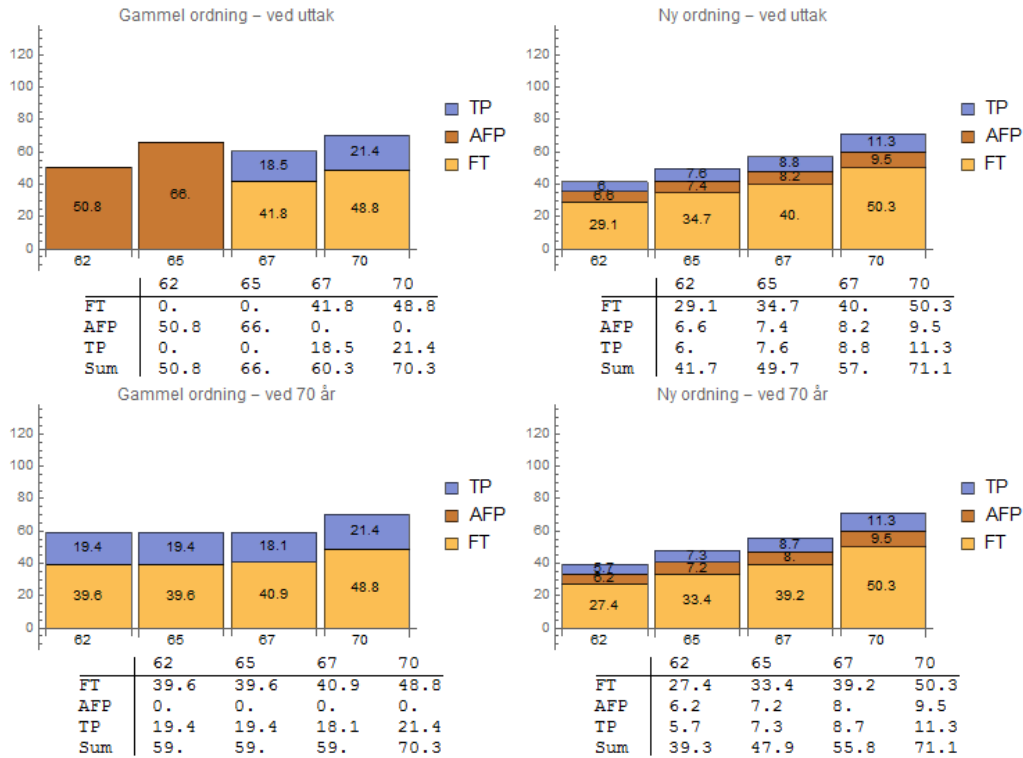 Gammel ordning – ved uttak
120
100
80
60
40
20
0
50.8
66.
18.5
41.8
21.4
48.8
62 65 67 70
TP
AFP
FT
62 65 67 70
FT 0. 0. 41.8 48.8
AFP 50.8 66. 0. 0.
TP 0. 0. 18.5 21.4
Sum 50.8 66. 60.3 70.3
Ny ordning – ved uttak
120
100
80
60
40
20
0
6.
6.6
29.1
7.6
7.4
34.7
8.8
8.2
40.
11.3
9.5
50.3
62 65 67 70
TP
AFP
FT
62 65 67 70
FT 29.1 34.7 40. 50.3
AFP 6.6 7.4 8.2 9.5
TP 6. 7.6 8.8 11.3
Sum 41.7 49.7 57. 71.1
Gammel ordning – ved 70 år
120
100
80
60
40
20
0
19.4
39.6
19.4
39.6
18.1
40.9
21.4
48.8
62 65 67 70
TP
AFP
FT
62 65 67 70
FT 39.6 39.6 40.9 48.8
AFP 0. 0. 0. 0.
TP 19.4 19.4 18.1 21.4
Sum 59. 59. 59. 70.3
Ny ordning – ved 70 år
120
100
80
60
40
20
0
5.7
6.2
27.4
7.3
7.2
33.4
8.7
8.
39.2
11.3
9.5
50.3
62 65 67 70
TP
AFP
FT
62 65 67 70
FT 27.4 33.4 39.2 50.3
AFP 6.2 7.2 8. 9.5
TP 5.7 7.3 8.7 11.3
Sum 39.3 47.9 55.8 71.1